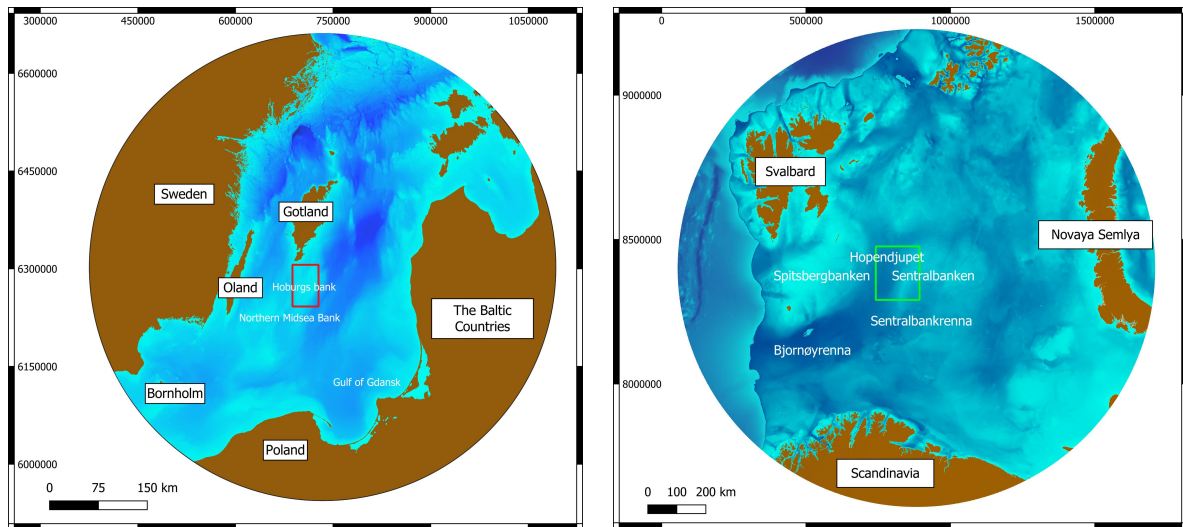 300000 450000 600000 750000 900000 1050000
6600000
6450000
6300000
6150000
6000000
Sweden
Gotland
Oland
Hoburgs bank
Northern Midsea Bank
The Baltic
Countries
Gulf of Gdansk
Bornholm
Poland
0 75 150 km
0 500000 1000000 1500000
9000000
8500000
8000000
Svalbard
Novaya Semlya
Hopendjupet
Spitsbergbanken
Sentralbanken
Sentralbankrenna
Bjornøyrenna
Scandinavia
0 100 200 km